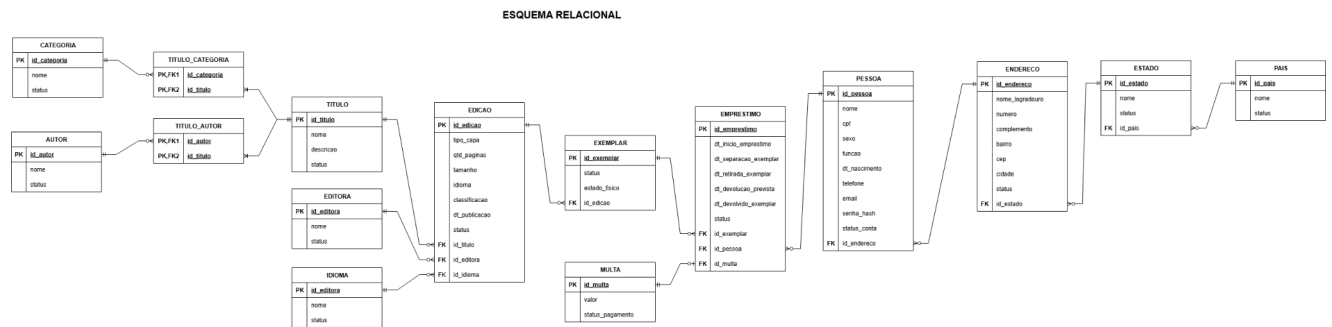 ESQUEMA RELACIONAL
CATEGORIA
PK id_categoria
nome
status
AUTOR
PK id_autor
nome
status
TITULO_CATEGORIA
PK,FK1 id_categoria
PK,FK2 id_titulo
TITULO_AUTOR
PK,FK1 id_autor
PK,FK2 id_titulo
TITULO
PK id_titulo
nome
descricao
status
EDITORA
PK id_editora
nome
status
IDIOMA
PK id_editora
nome
status
EDICAO
PK id_edicao
tipo_capa
qtd_paginas
tamanho
idioma
classificacao
dt_publicacao
status
FK id_titulo
FK id_editora
FK id_idioma
EXEMPLAR
PK id_exemplar
status
estado_fisico
FK id_edicao
MULTA
PK id_multa
valor
status_pagamento
EMPRESTIMO
PK id_emprestimo
dt_inicio_emprestimo
dt_separacao_exemplar
dt_retirada_exemplar
dt_devolucao_prevista
dt_devolvido_exemplar
status
FK id_exemplar
FK id_pessoa
FK id_multa
PESSOA
PK id_pessoa
nome
cpf
sexo
funcao
dt_nascimento
telefone
email
senha_hash
status_conta
FK id_endereco
ENDERECO
PK id_endereco
nome_logradouro
numero
complemento
bairro
cep
cidade
status
FK id_estado
ESTADO
PK id_estado
nome
status
FK id_pais
PAIS
PK id_pais
nome
status